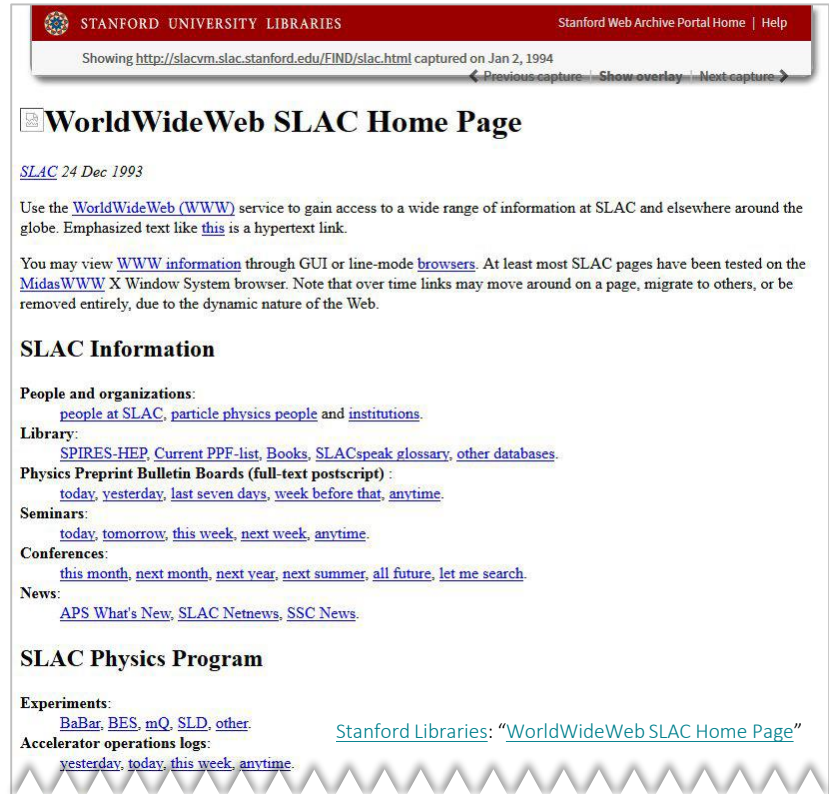 STANFORD UNIVERSITY LIBRARIES
Stanford Web Archive Portal Home | Help
Showing http://slacvm.slac.stanford.edu/FIND/slac.html captured on Jan 2, 1994
Previous capture | Show overlay | Next capture
WorldWideWeb SLAC Home Page
SLAC 24 Dec 1993
Use the WorldWideWeb (WWW) service to gain access to a wide range of information at SLAC and elsewhere around the
globe. Emphasized text like this is a hypertext link.
You may view WWW information through GUI or line-mode browsers. At least most SLAC pages have been tested on the
MidasWWW X Window System browser. Note that over time links may move around on a page, migrate to others, or be
removed entirely, due to the dynamic nature of the Web.
SLAC Information
People and organizations:
people at SLAC, particle physics people and institutions.
Library:
SPIRES-HEP, Current PPF-list, Books, SLACspeak glossary, other databases.
Physics Preprint Bulletin Boards (full-text postscript) :
today, yesterday, last seven days, week before that, anytime.
Seminars:
today, tomorrow, this week, next week, anytime.
Conferences:
this month, next month, next year, next summer, all future, let me search.
News:
APS What's New, SLAC Netnews, SSC News.
SLAC Physics Program
Experiments:
BaBar, BES, mQ, SLD, other.
Stanford Libraries: “WorldWideWeb SLAC Home Page”
Accelerator operations logs:
yesterday, today, this week, anytime.